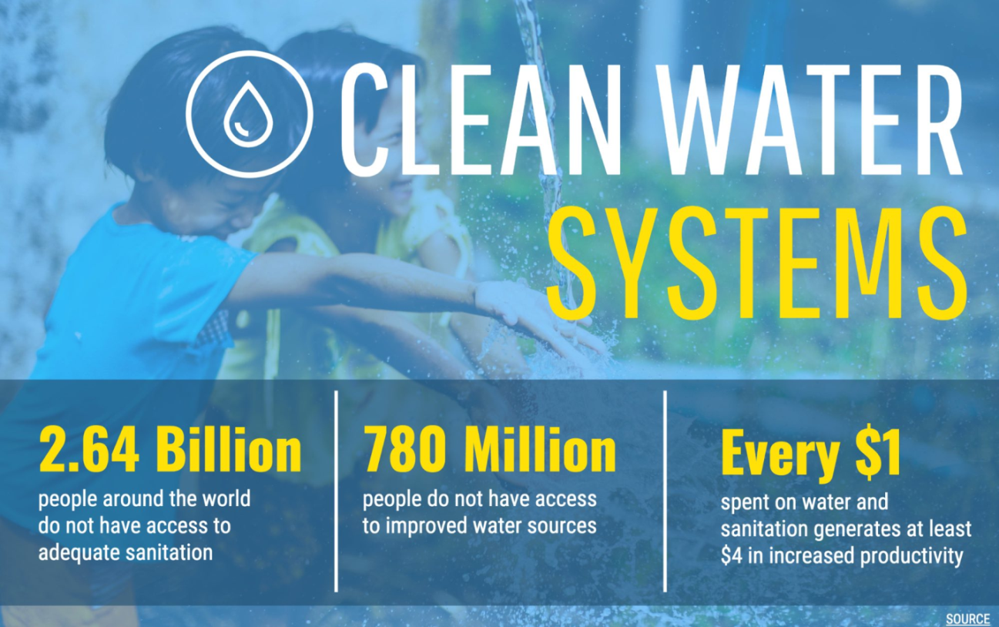 CLEAN WATER
SYSTEMS
2.64 Billion
people around the world
do not have access to
adequate sanitation
780 Million
people do not have access
to improved water sources
Every $1
spent on water and
sanitation generates at least
$4 in increased productivity
SOURCE